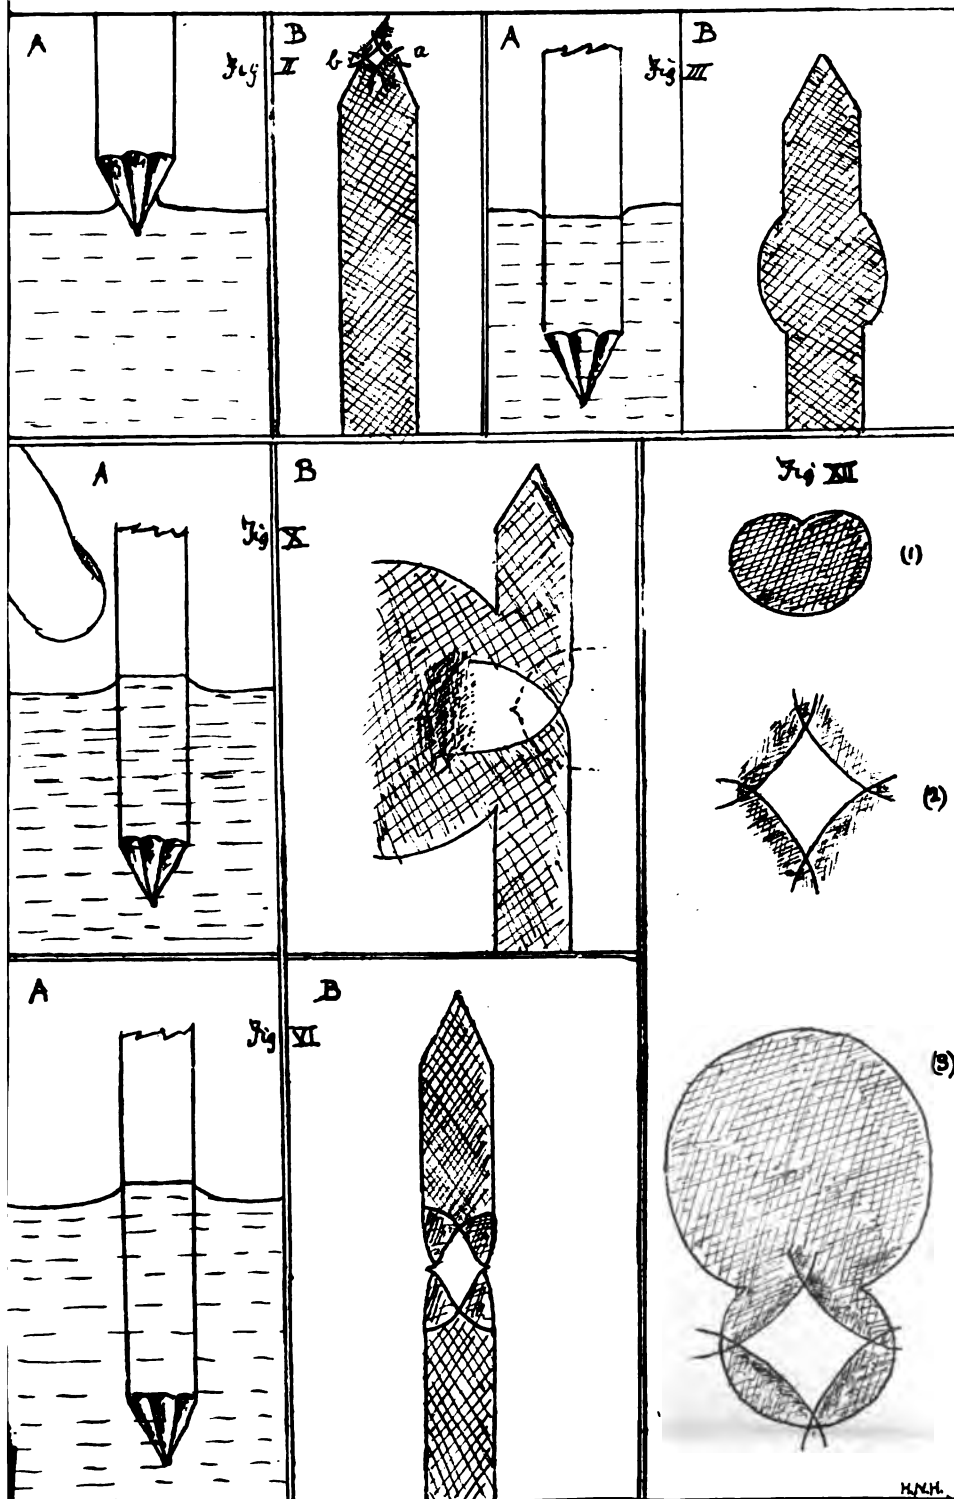 A
Fig II
B
b a
A
Fig III
B
A
Fig X
B
Fig XII
(1)
(2)
(3)
A
Fig VI
B
H.N.H.